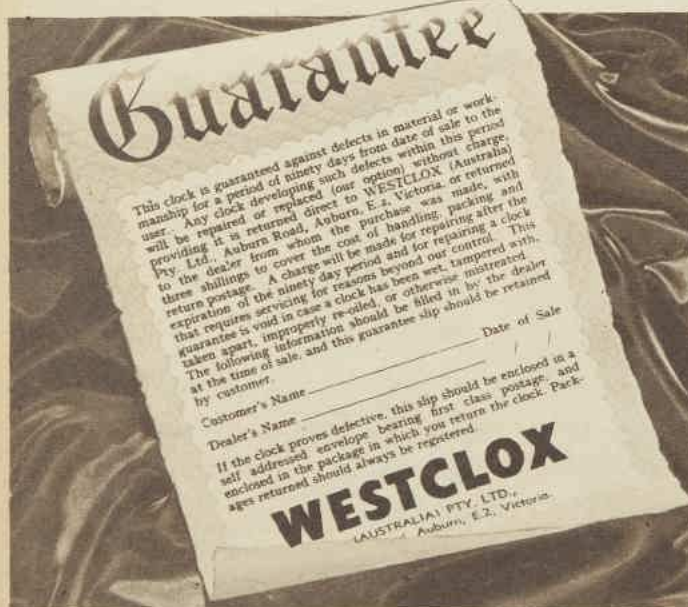 Guarantee
This clock is guaranteed against defects in material or work-
manship for a period of ninety days from date of sale to the
user. Any clock developing such defects within this period
will be repaired or replaced (our option) without charge,
providing it is returned direct to WESTCLOX (Australia)
Pty. Ltd., Auburn Road, Auburn, E.2, Victoria, or returned
to the dealer from whom the purchase was made, with
three shillings to cover the cost of handling, packing and
return postage. A charge will be made for repairing after the
expiration of the ninety day period and for repairing a clock
that requires servicing for reasons beyond our control. This
guarantee is void in case a clock has been wet, tampered with,
taken apart, improperly re-oiled, or otherwise mistreated.
The following information should be filled in by the dealer
at the time of sale, and this guarantee slip should be retained
by customer.
Customer's Name Date of Sale
Dealer's Name / /
If the clock proves defective, this slip should be enclosed in a
self addressed envelope bearing first class postage, and
enclosed in the package in which you return the clock. Pack-
ages returned should always be registered.
WESTCLOX
(AUSTRALIA) PTY. LTD.,
Auburn, E.2, Victoria.